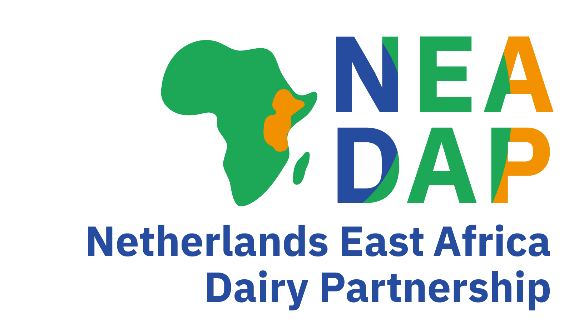 NEA
DAP
Netherlands East Africa
Dairy Partnership